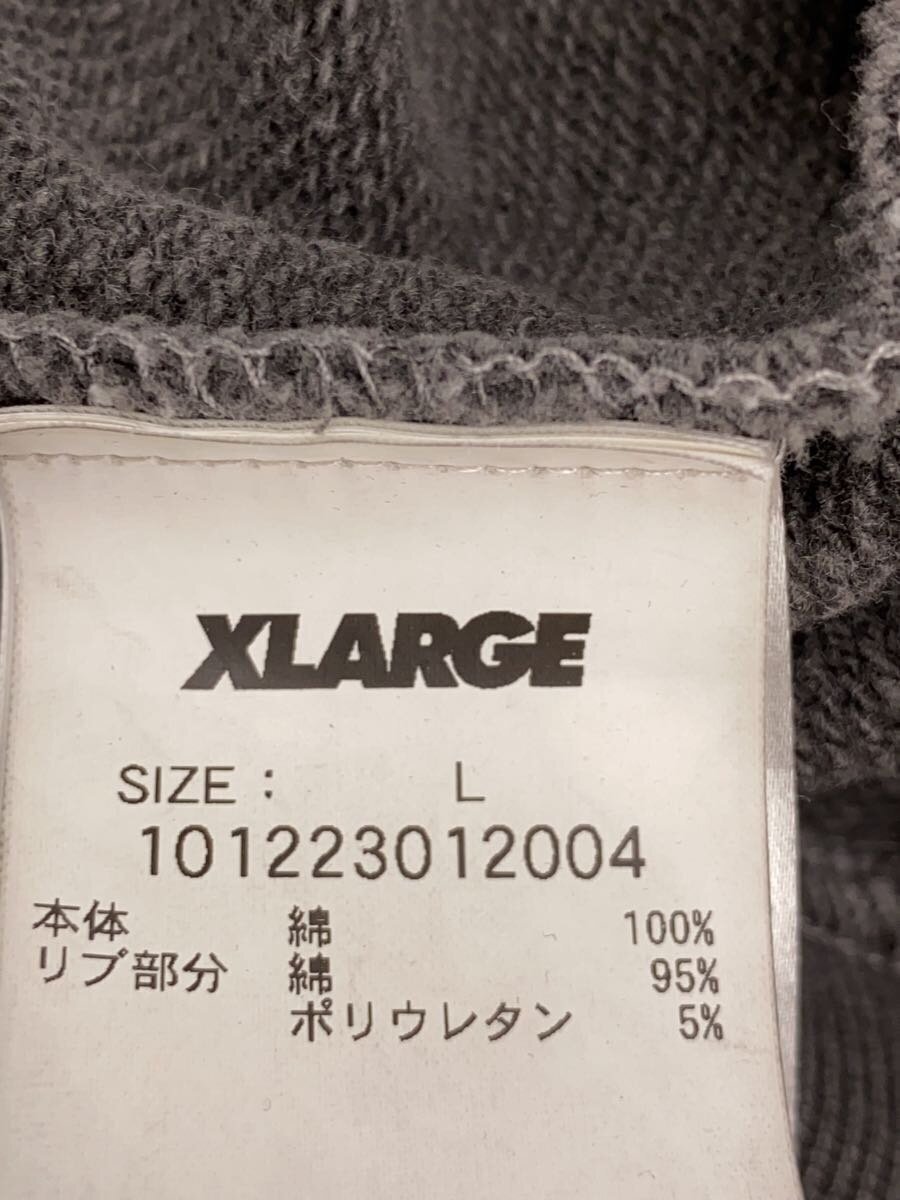 XLARGE
SIZE : L
101223012004
本体 綿 100%
リブ部分 綿 95%
ポリウレタン 5%